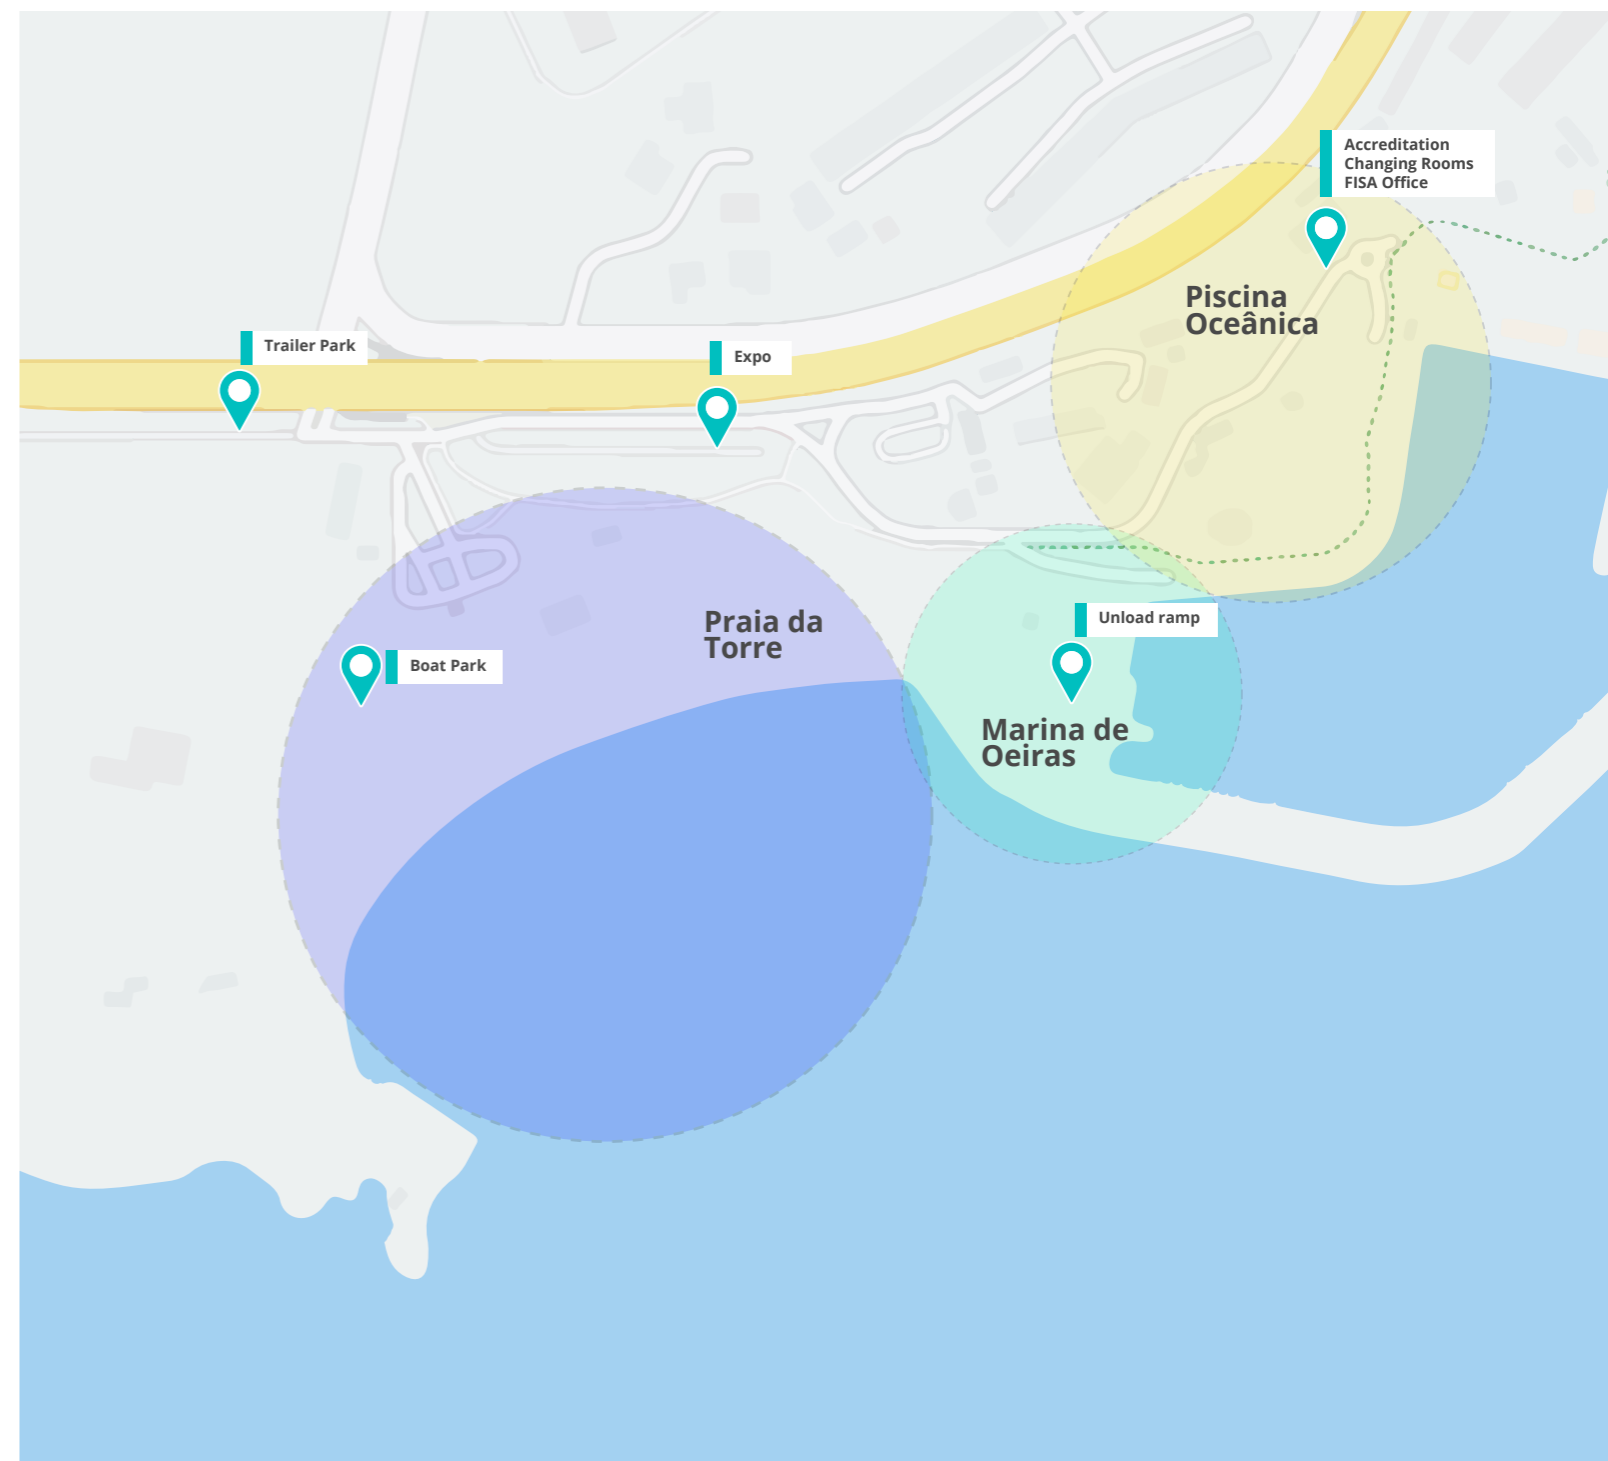 Accreditation
Changing Rooms
FISA Office
Piscina
Oceânica
Trailer Park
Expo
Praia da
Torre
Unload ramp
Boat Park
Marina de
Oeiras